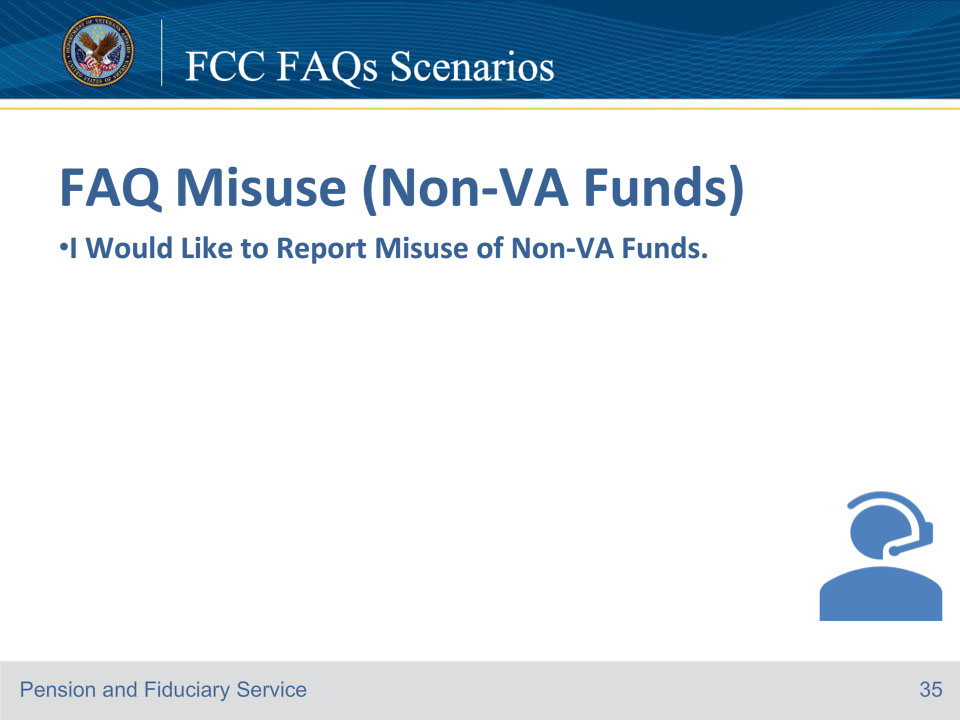 FCC FAQs Scenarios
FAQ Misuse (Non-VA Funds)
•I Would Like to Report Misuse of Non-VA Funds.
Pension and Fiduciary Service
35